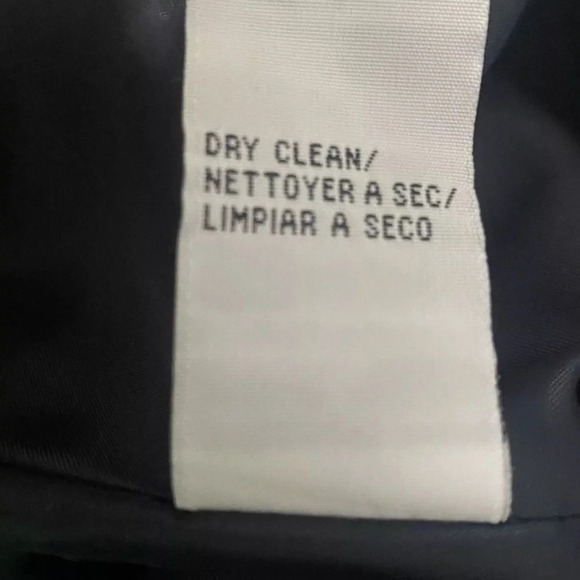 DRY CLEAN/
NETTOYER A SEC/
LIMPIAR A SECO